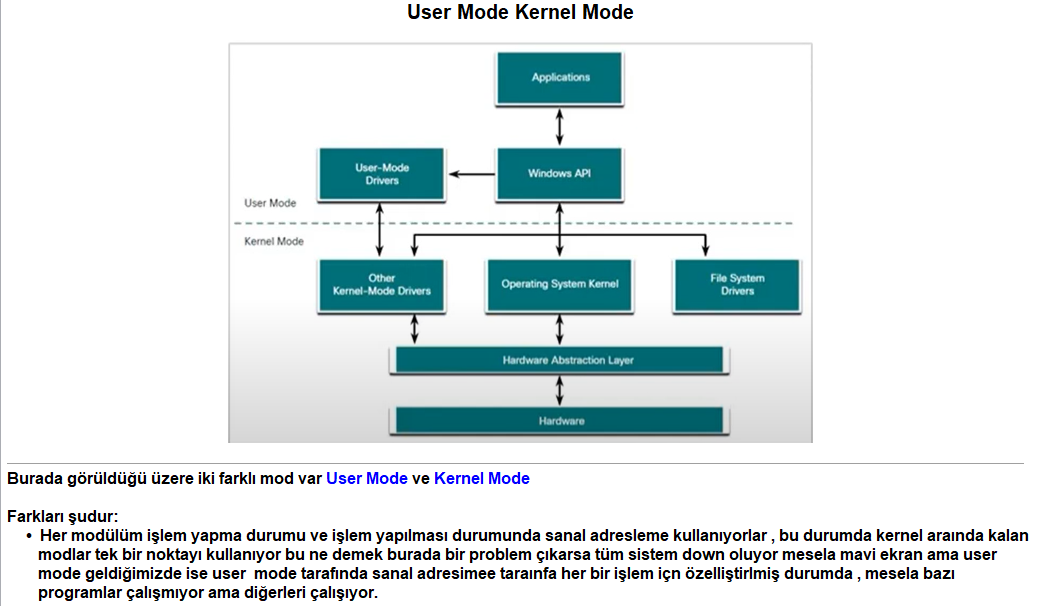 User Mode Kernel Mode
Applications
User-Mode
Drivers
Windows API
User Mode
Kernel Mode
Other
Kernel-Mode Drivers
Operating System Kernel
File System
Drivers
Hardware Abstraction Layer
Hardware
Burada görüldüğü üzere iki farklı mod var User Mode ve Kernel Mode
Farkları şudur:
• Her modülüm işlem yapma durumu ve işlem yapılması durumunda sanal adresleme kullanıyorlar , bu durumda kernel araında kalan
modlar tek bir noktayı kullanıyor bu ne demek burada bir problem çıkarsa tüm sistem down oluyor mesela mavi ekran ama user
mode geldiğimizde ise user mode tarafında sanal adresimee taraınfa her bir işlem içn özelliştirilmiş durumda , mesela bazı
programlar çalışmıyor ama diğerleri çalışıyor.